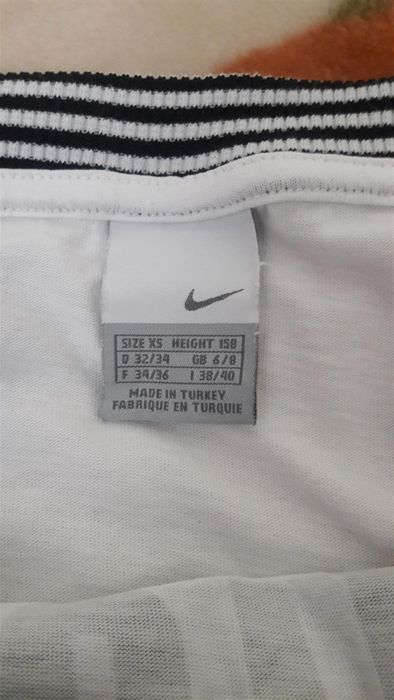 SIZE XS HEIGHT 158
D 32/34 GB 6/8
F 34/36 I 38/40
MADE IN TURKEY
FABRIQUE EN TURQUIE